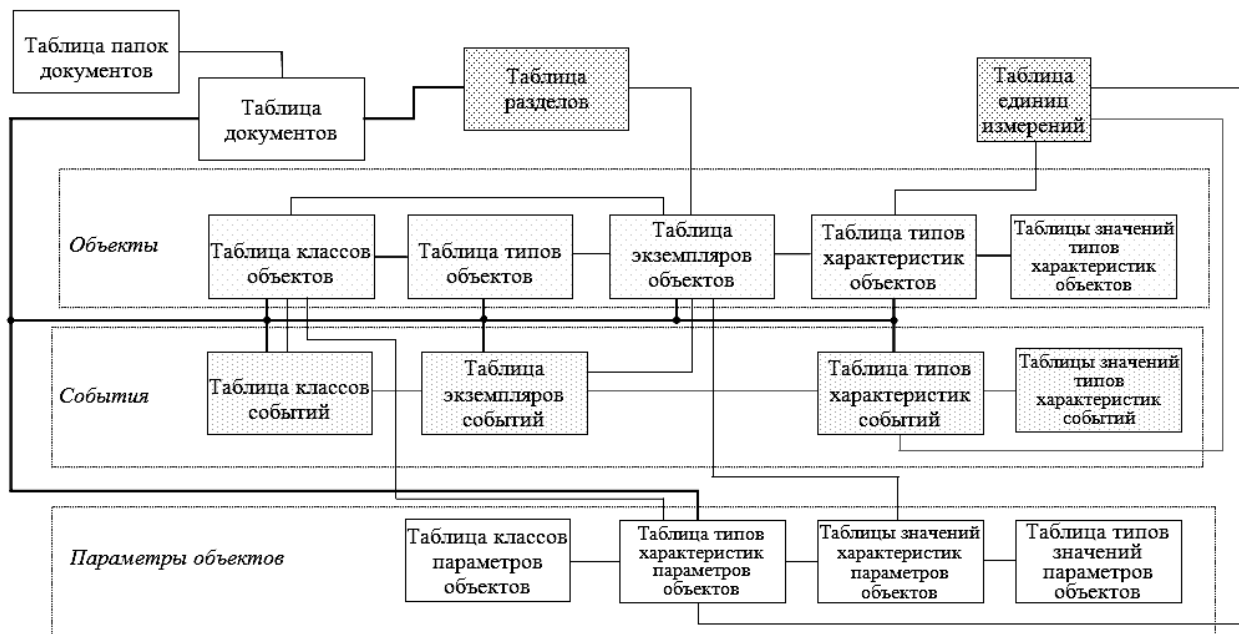 Таблица папок
документов
Таблица
документов
Таблица
разделов
Таблица
единиц
измерений
Объекты
Таблица классов
объектов
Таблица типов
объектов
Таблица
экземпляров
объектов
Таблица типов
характеристик
объектов
Таблицы значений
типов
характеристик
объектов
События
Таблица классов
событий
Таблица
экземпляров
событий
Таблица типов
характеристик
событий
Таблицы значений
типов
характеристик
событий
Параметры объектов
Таблица классов
параметров
объектов
Таблица типов
характеристик
параметров
объектов
Таблицы значений
характеристик
параметров
объектов
Таблица типов
значений
параметров
объектов